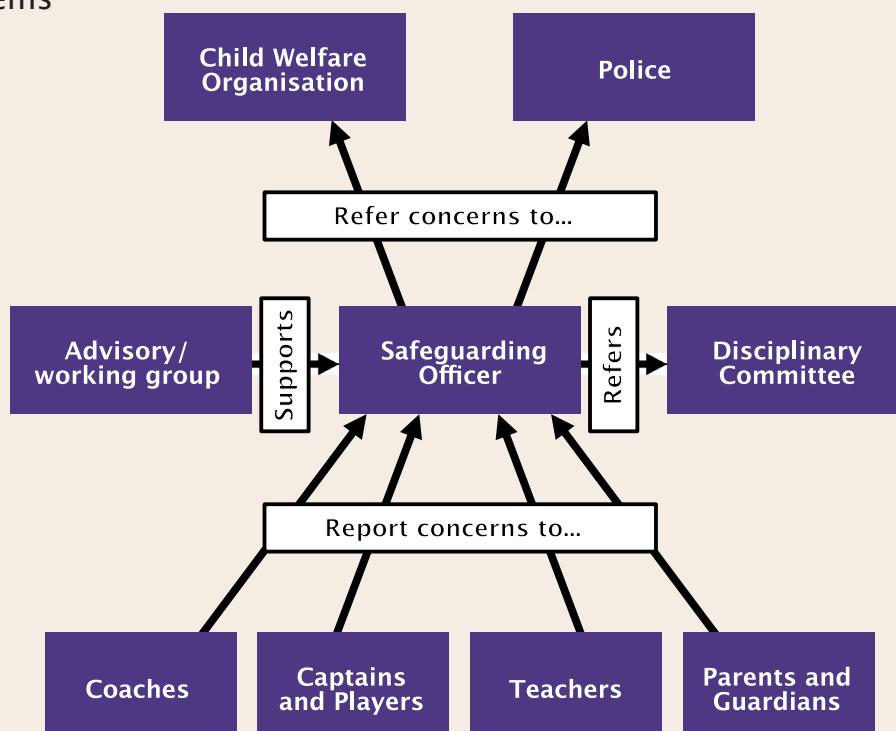 Child Welfare
Organisation
Police
Refer concerns to...
Advisory/
working group
Supports
Safeguarding
Officer
Refers
Disciplinary
Committee
Report concerns to...
Coaches
Captains
and Players
Teachers
Parents and
Guardians